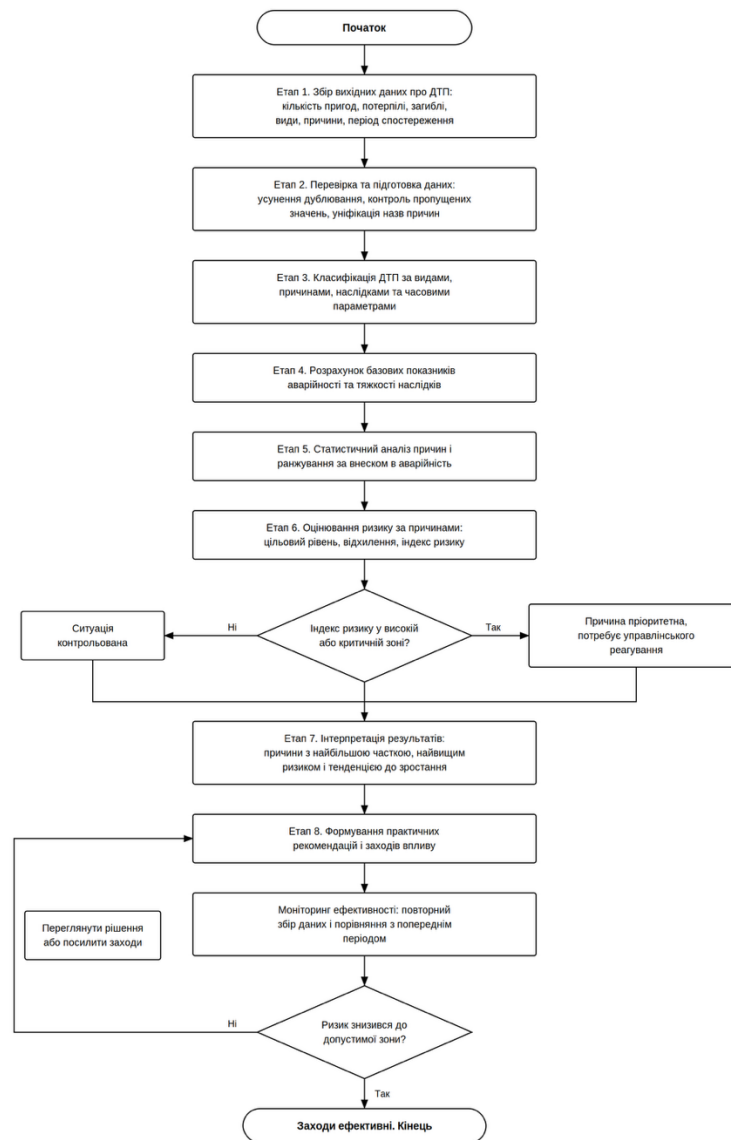 Початок
Етап 1. Збір вихідних даних про ДТП:
кількість пригод, потерпілі, загиблі,
види, причини, період спостереження
Етап 2. Перевірка та підготовка даних:
усунення дублювання, контроль пропущених
значень, уніфікація назв причин
Етап 3. Класифікація ДТП за видами,
причинами, наслідками та часовими
параметрами
Етап 4. Розрахунок базових показників
аварійності та тяжкості наслідків
Етап 5. Статистичний аналіз причин і
ранжування за внеском в аварійність
Етап 6. Оцінювання ризику за причинами:
цільовий рівень, відхилення, індекс ризику
Ситуація
контрольована
Ні
Індекс ризику у високій
або критичній зоні?
Так
Причина пріоритетна,
потребує управлінського
реагування
Етап 7. Інтерпретація результатів:
причини з найбільшою часткою, найвищим
ризиком і тенденцією до зростання
Етап 8. Формування практичних
рекомендацій і заходів впливу
Переглянути рішення
або посилити заходи
Моніторинг ефективності: повторний
збір даних і порівняння з попереднім
періодом
Ні
Ризик знизився до
допустимої зони?
Так
Заходи ефективні. Кінець